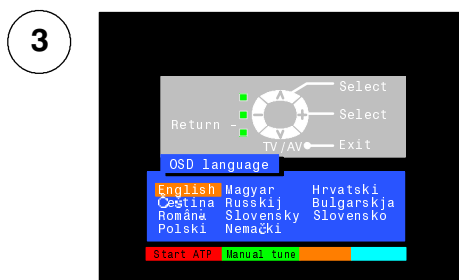 3
Select
Select
Return -
TV/AV
Exit
OSD language
English Magyar Hrvatski
Čeština Russkij Bulgarskja
Română Slovensky Slovensko
Polski Nemački
Start ATP Manual tune